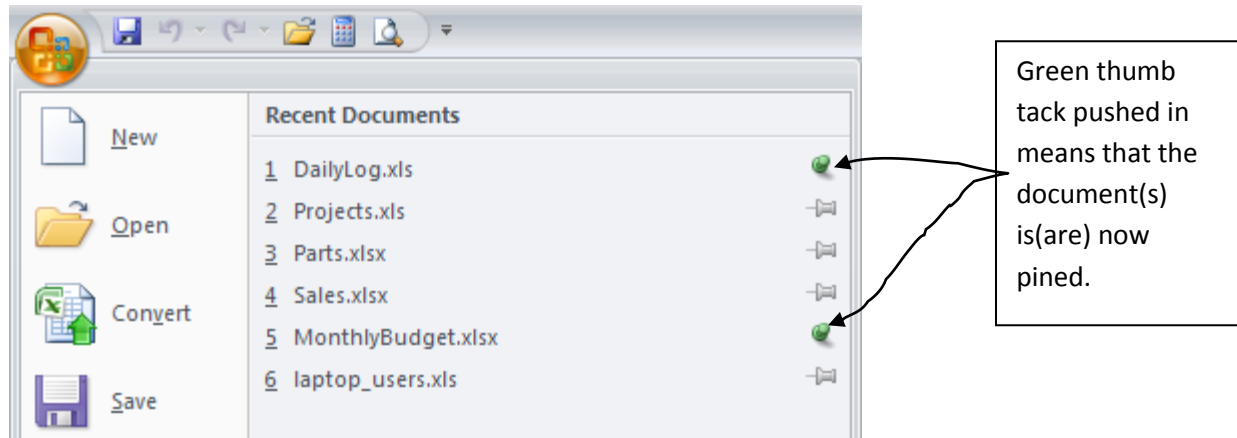 New
Open
Convert
Save
Recent Documents
1 DailyLog.xls
2 Projects.xls
3 Parts.xlsx
4 Sales.xlsx
5 MonthlyBudget.xlsx
6 laptop_users.xls
Green thumb
tack pushed in
means that the
document(s)
is(are) now
pined.